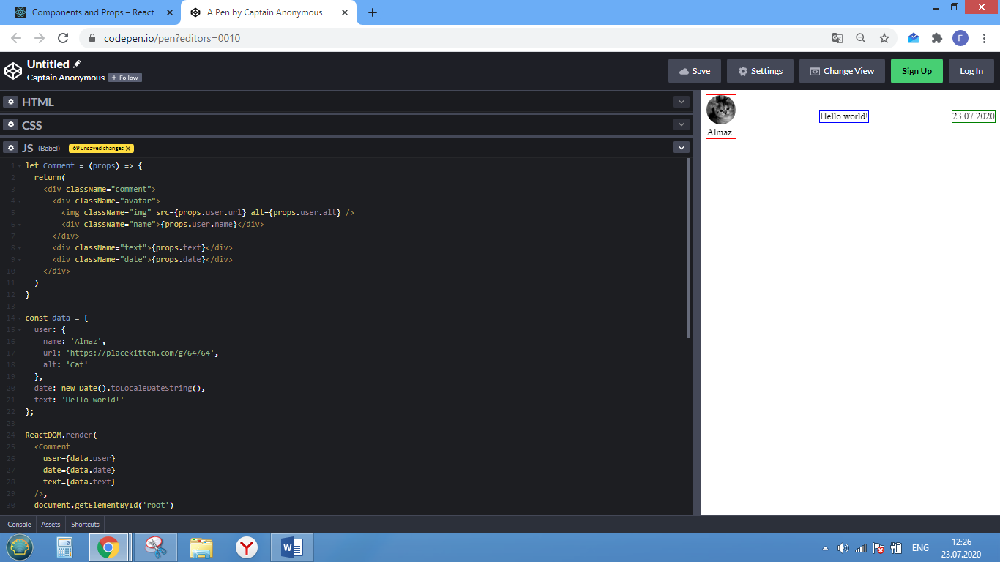 Components and Props – React
A Pen by Captain Anonymous
codepen.io/pen?editors=0010
Г
Untitled
Captain Anonymous
+ Follow
Save
Settings
Change View
Sign Up
Log In
HTML
CSS
JS (Babel) 69 unsaved changes X
1 let Comment = (props) => {
2 return(
3 <div className="comment">
4 <div className="avatar">
5 <img className="img" src={props.user.url} alt={props.user.alt} />
6 <div className="name">{props.user.name}</div>
7 </div>
8 <div className="text">{props.text}</div>
9 <div className="date">{props.date}</div>
10 </div>
11 )
12 }
13
14 const data = {
15 user: {
16 name: 'Almaz',
17 url: 'https://placekitten.com/g/64/64',
18 alt: 'Cat'
19 },
20 date: new Date().toLocaleDateString(),
21 text: 'Hello world!'
22 };
23
24 ReactDOM.render(
25 <Comment
26 user={data.user}
27 date={data.date}
28 text={data.text}
29 />,
30 document.getElementById('root')
Almaz
Hello world!
23.07.2020
Console
Assets
Shortcuts
ENG
12:26
23.07.2020